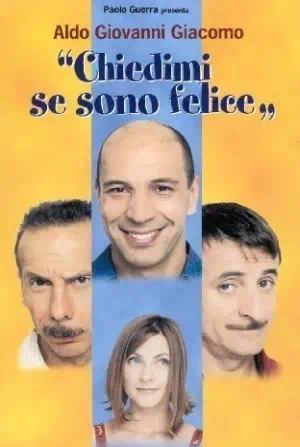 Paolo Guerra presenta
Aldo Giovanni Giacomo
“Chiedimi
se sono felice„